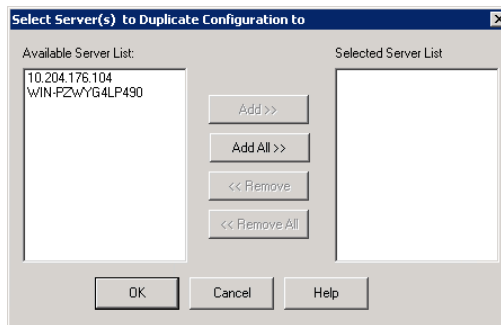 Select Server(s) to Duplicate Configuration to
Available Server List:
Selected Server List
10.204.176.104
WIN-PZWYG4LP490
Add >>
Add All >>
<< Remove
<< Remove All
OK
Cancel
Help